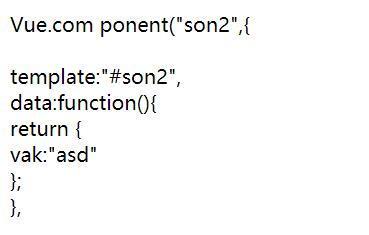 Vue.com ponent("son2",{
template:"#son2",
data:function(){
return {
vak:"asd"
};
},